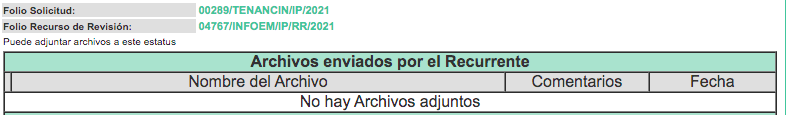 Folio Solicitud: 00289/TENANCIN/IP/2021
Folio Recurso de Revisión: 04767/INFOEM/IP/RR/2021
Puede adjuntar archivos a este estatus
Archivos enviados por el Recurrente
Nombre del Archivo Comentarios Fecha
No hay Archivos adjuntos